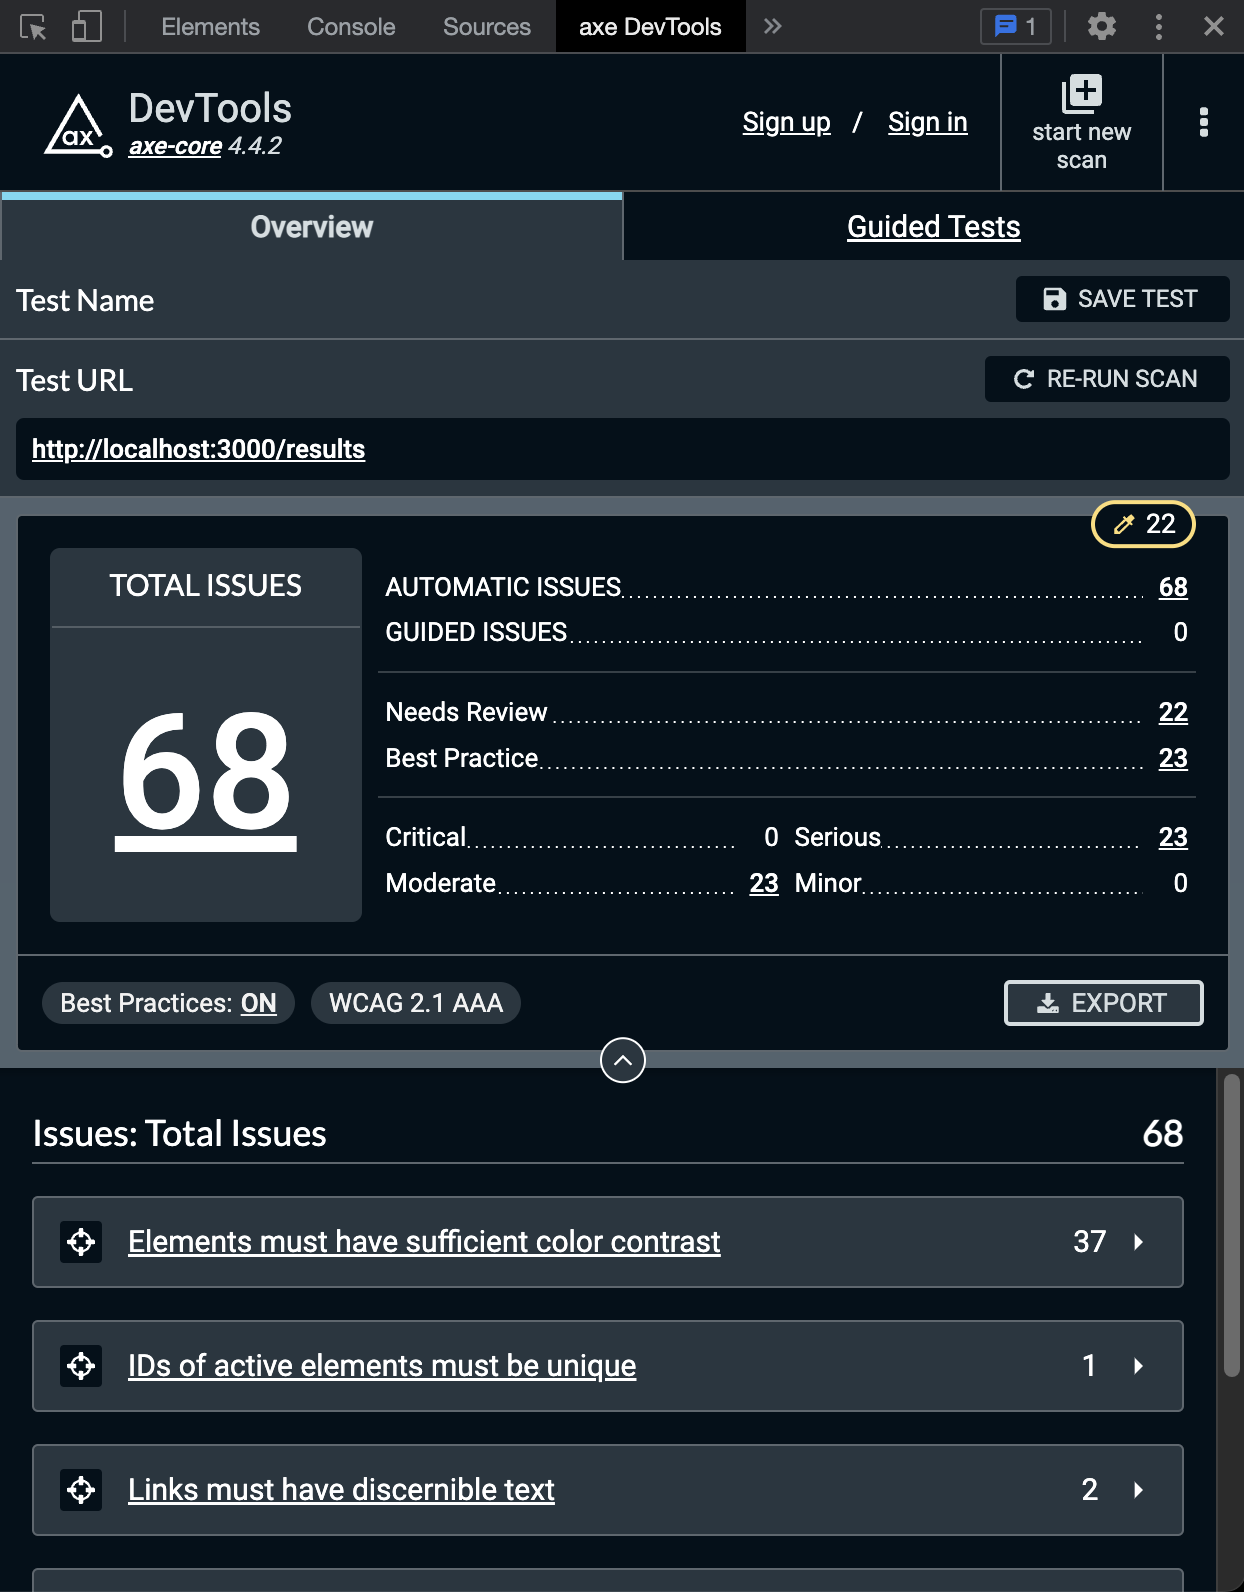 Elements Console Sources axe DevTools » 1
ax DevTools
axe-core 4.4.2
Sign up / Sign in
start new
scan
Overview Guided Tests
Test Name SAVE TEST
Test URL RE-RUN SCAN
http://localhost:3000/results
22
TOTAL ISSUES
68
AUTOMATIC ISSUES 68
GUIDED ISSUES 0
Needs Review 22
Best Practice 23
Critical 0 Serious 23
Moderate 23 Minor 0
Best Practices: ON WCAG 2.1 AAA EXPORT
Issues: Total Issues 68
Elements must have sufficient color contrast 37
IDs of active elements must be unique 1
Links must have discernible text 2